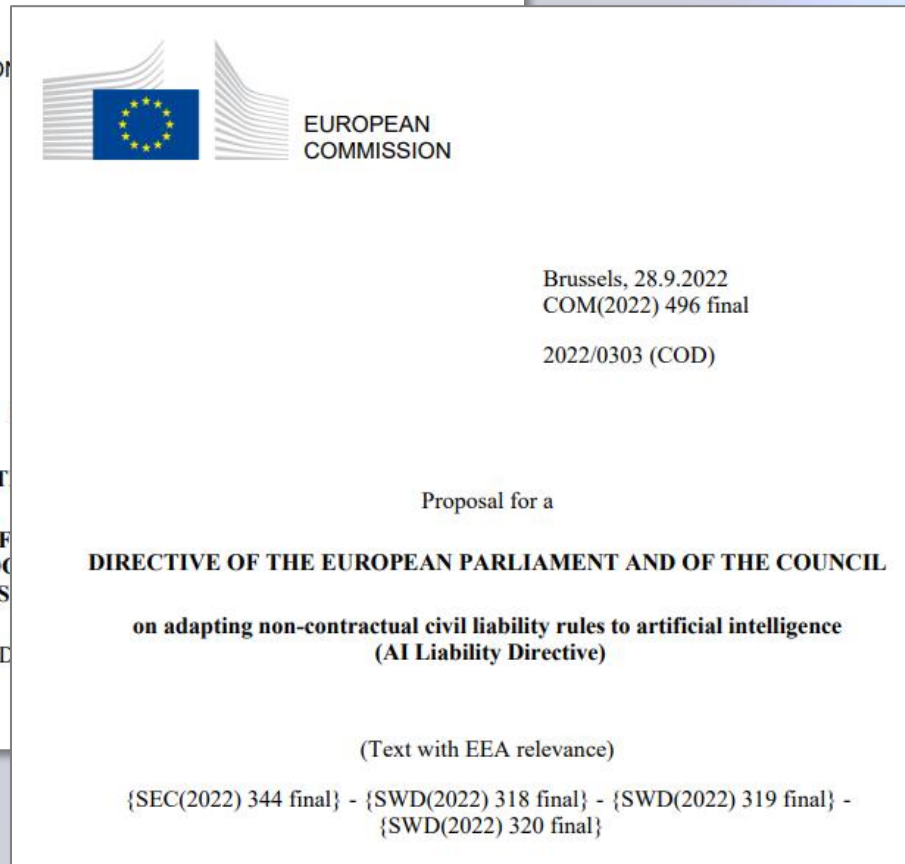 EUROPEAN
COMMISSION
Brussels, 28.9.2022
COM(2022) 496 final
2022/0303 (COD)
Proposal for a
DIRECTIVE OF THE EUROPEAN PARLIAMENT AND OF THE COUNCIL
on adapting non-contractual civil liability rules to artificial intelligence
(AI Liability Directive)
(Text with EEA relevance)
{SEC(2022) 344 final} - {SWD(2022) 318 final} - {SWD(2022) 319 final} -
{SWD(2022) 320 final}